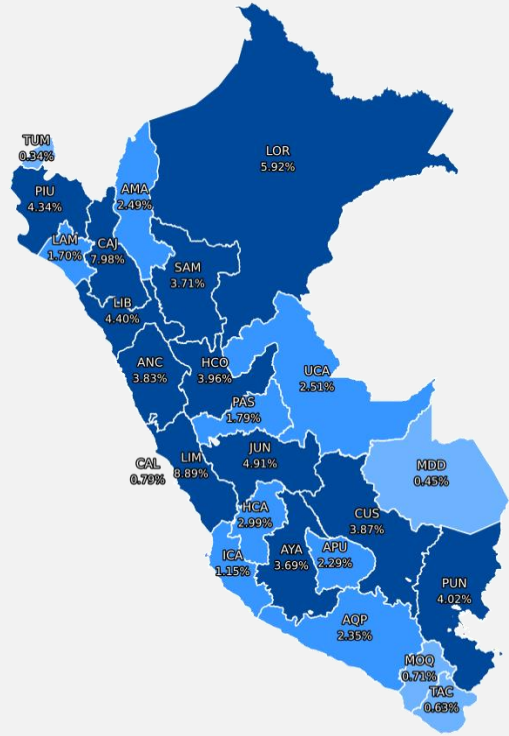 LOR
5.92%
TUM
0.34%
PIU
4.34%
AMA
2.49%
LAM
1.70%
CAJ
7.98%
SAM
3.71%
LIB
4.40%
ANC
3.83%
HCO
3.96%
UCA
2.51%
PAS
1.79%
JUN
4.91%
LIM
8.89%
CAL
0.79%
MDD
0.45%
HCA
2.99%
CUS
3.87%
ICA
1.15%
AYA
3.69%
APU
2.29%
PUN
4.02%
AQP
2.35%
MOQ
0.71%
TAC
0.63%